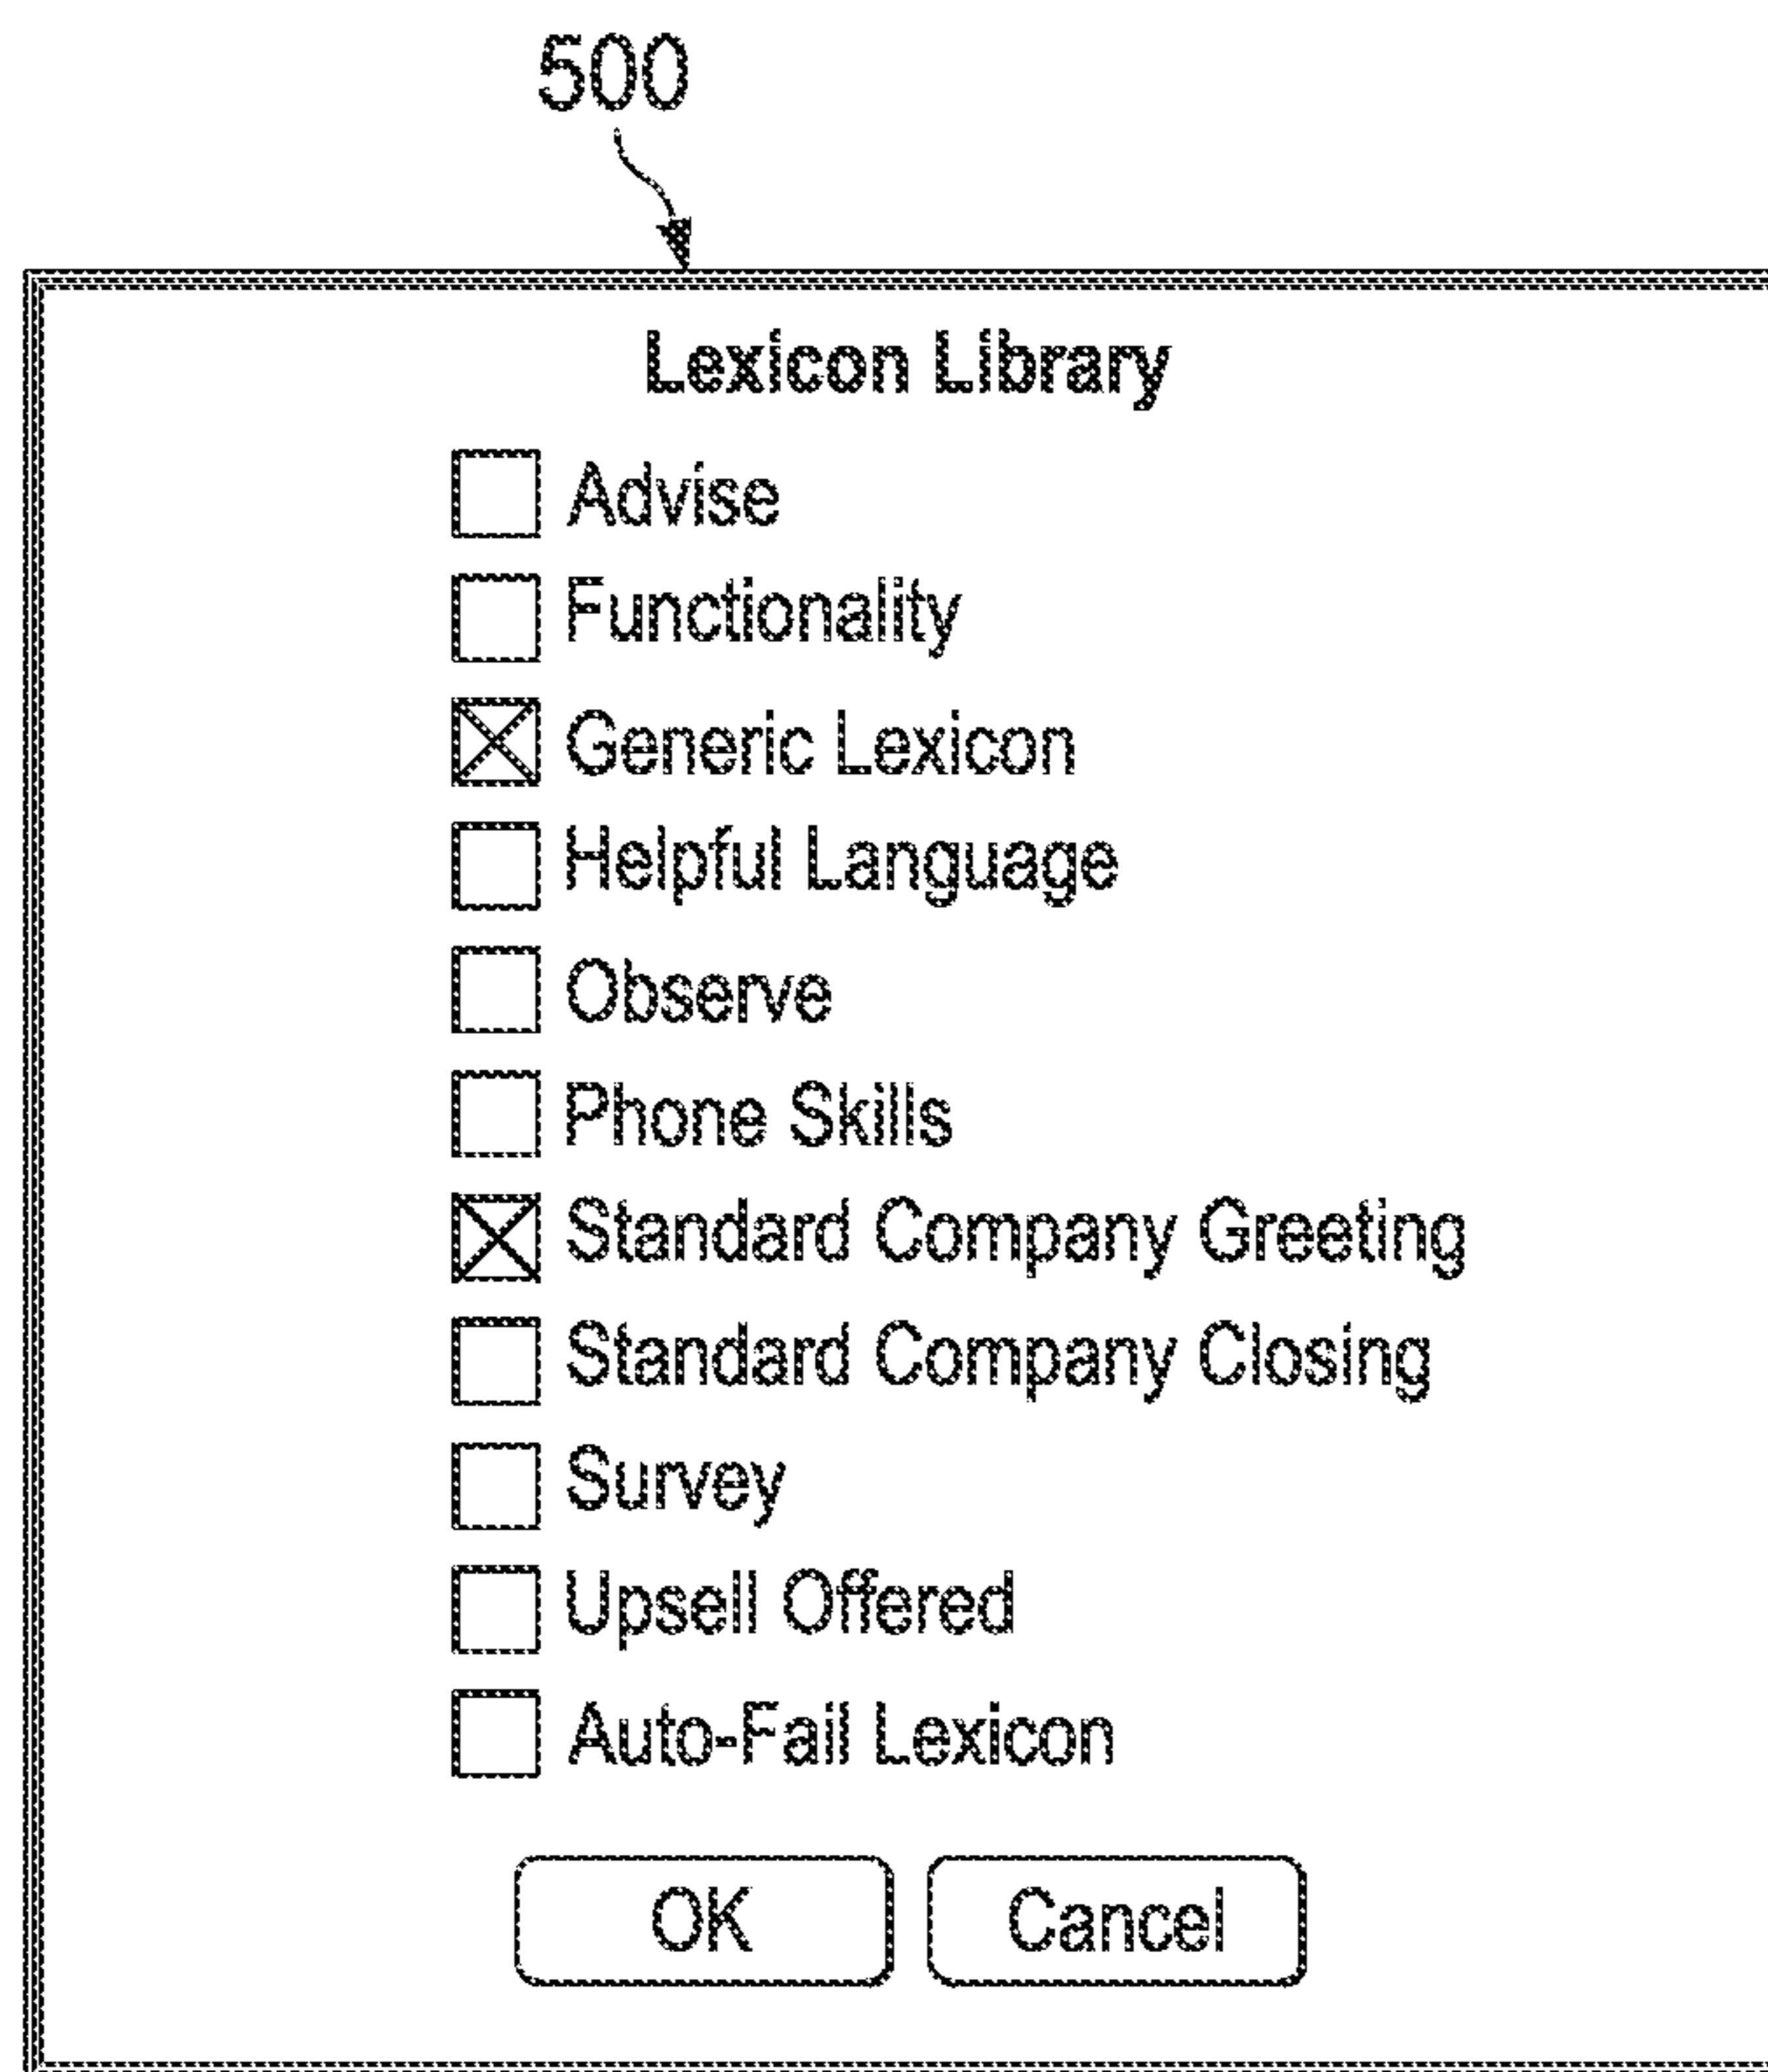 500
Lexicon Library
Advise
Functionality
Generic Lexicon
Helpful Language
Observe
Phone Skills
Standard Company Greeting
Standard Company Closing
Survey
Upsell Offered
Auto-Fail Lexicon
OK Cancel